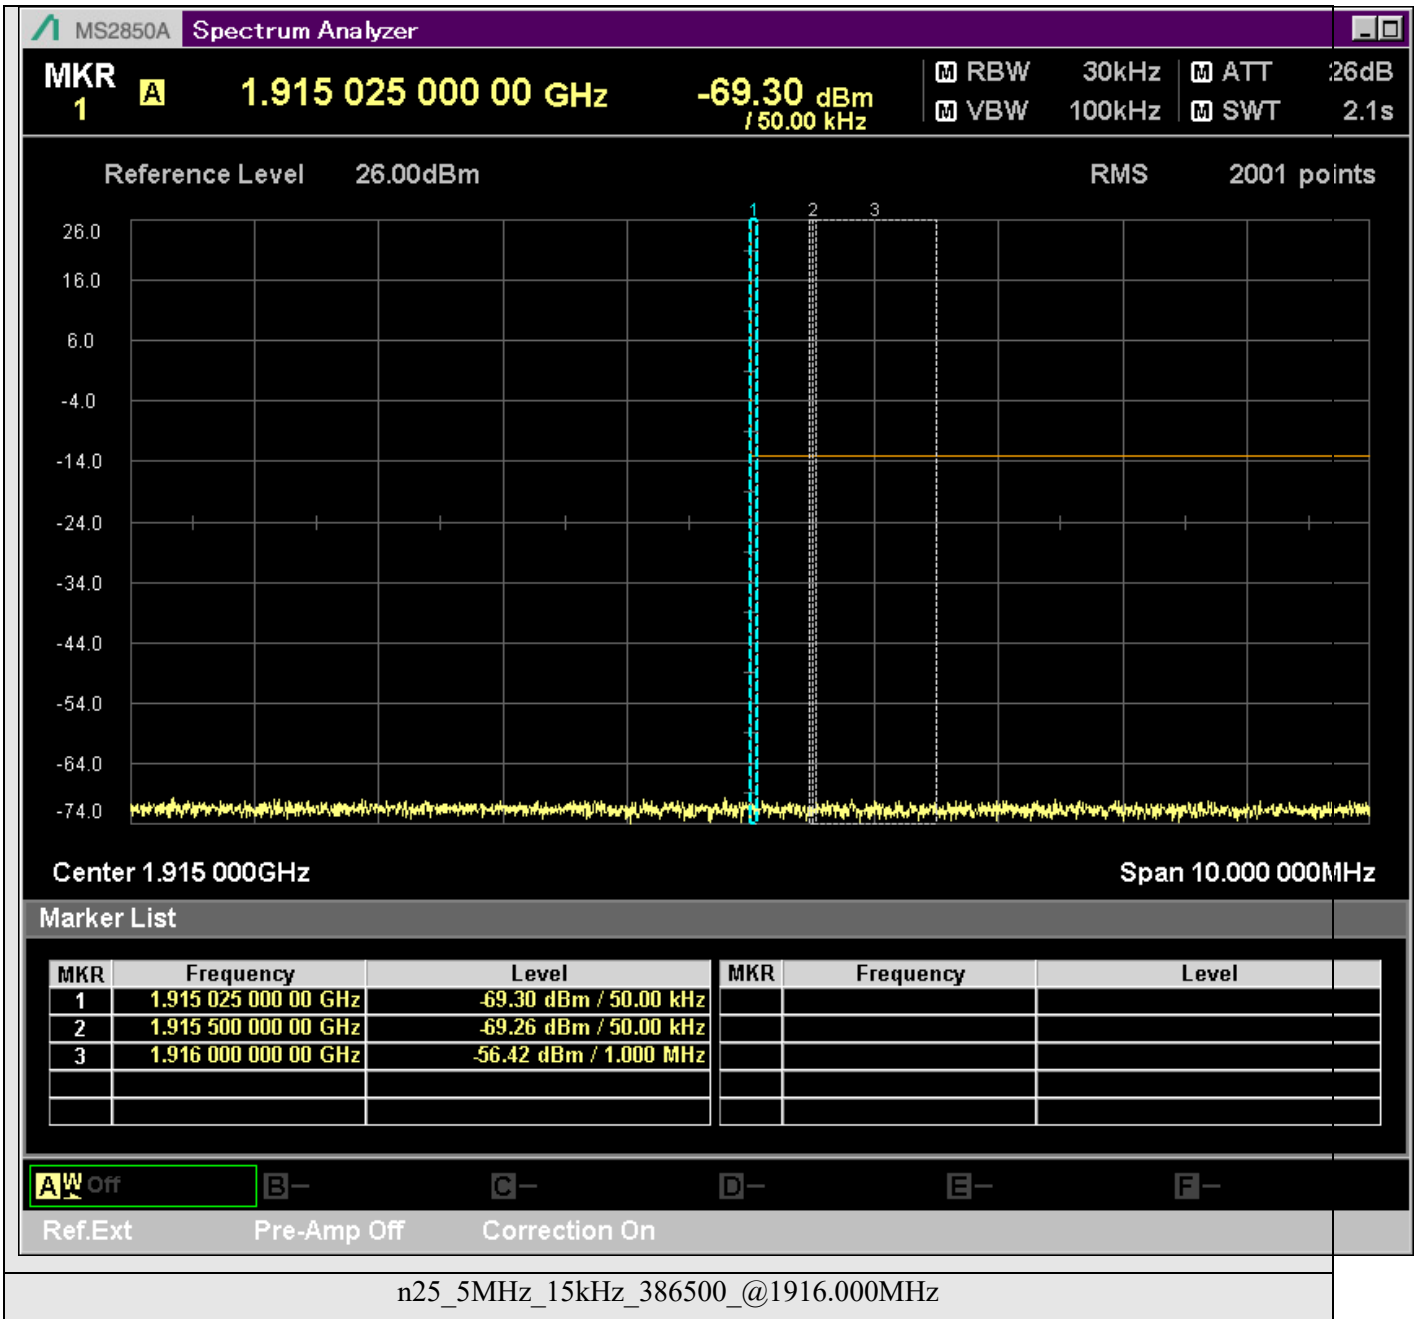 MS2850A Spectrum Analyzer
MKR 1 A 1.915 025 000 00 GHz -69.30 dBm / 50.00 kHz
M RBW 30kHz M ATT 26dB
M VBW 100kHz M SWT 2.1s
Reference Level 26.00dBm RMS 2001 points
1 2 3
26.0
16.0
6.0
-4.0
-14.0
-24.0
-34.0
-44.0
-54.0
-64.0
-74.0
Center 1.915 000GHz Span 10.000 000MHz
Marker List
MKR Frequency Level MKR Frequency Level
1 1.915 025 000 00 GHz -69.30 dBm / 50.00 kHz
2 1.915 500 000 00 GHz -69.26 dBm / 50.00 kHz
3 1.916 000 000 00 GHz -56.42 dBm / 1.000 MHz
A W Off B - C - D - E - F -
Ref.Ext Pre-Amp Off Correction On
n25_5MHz_15kHz_386500_@1916.000MHz